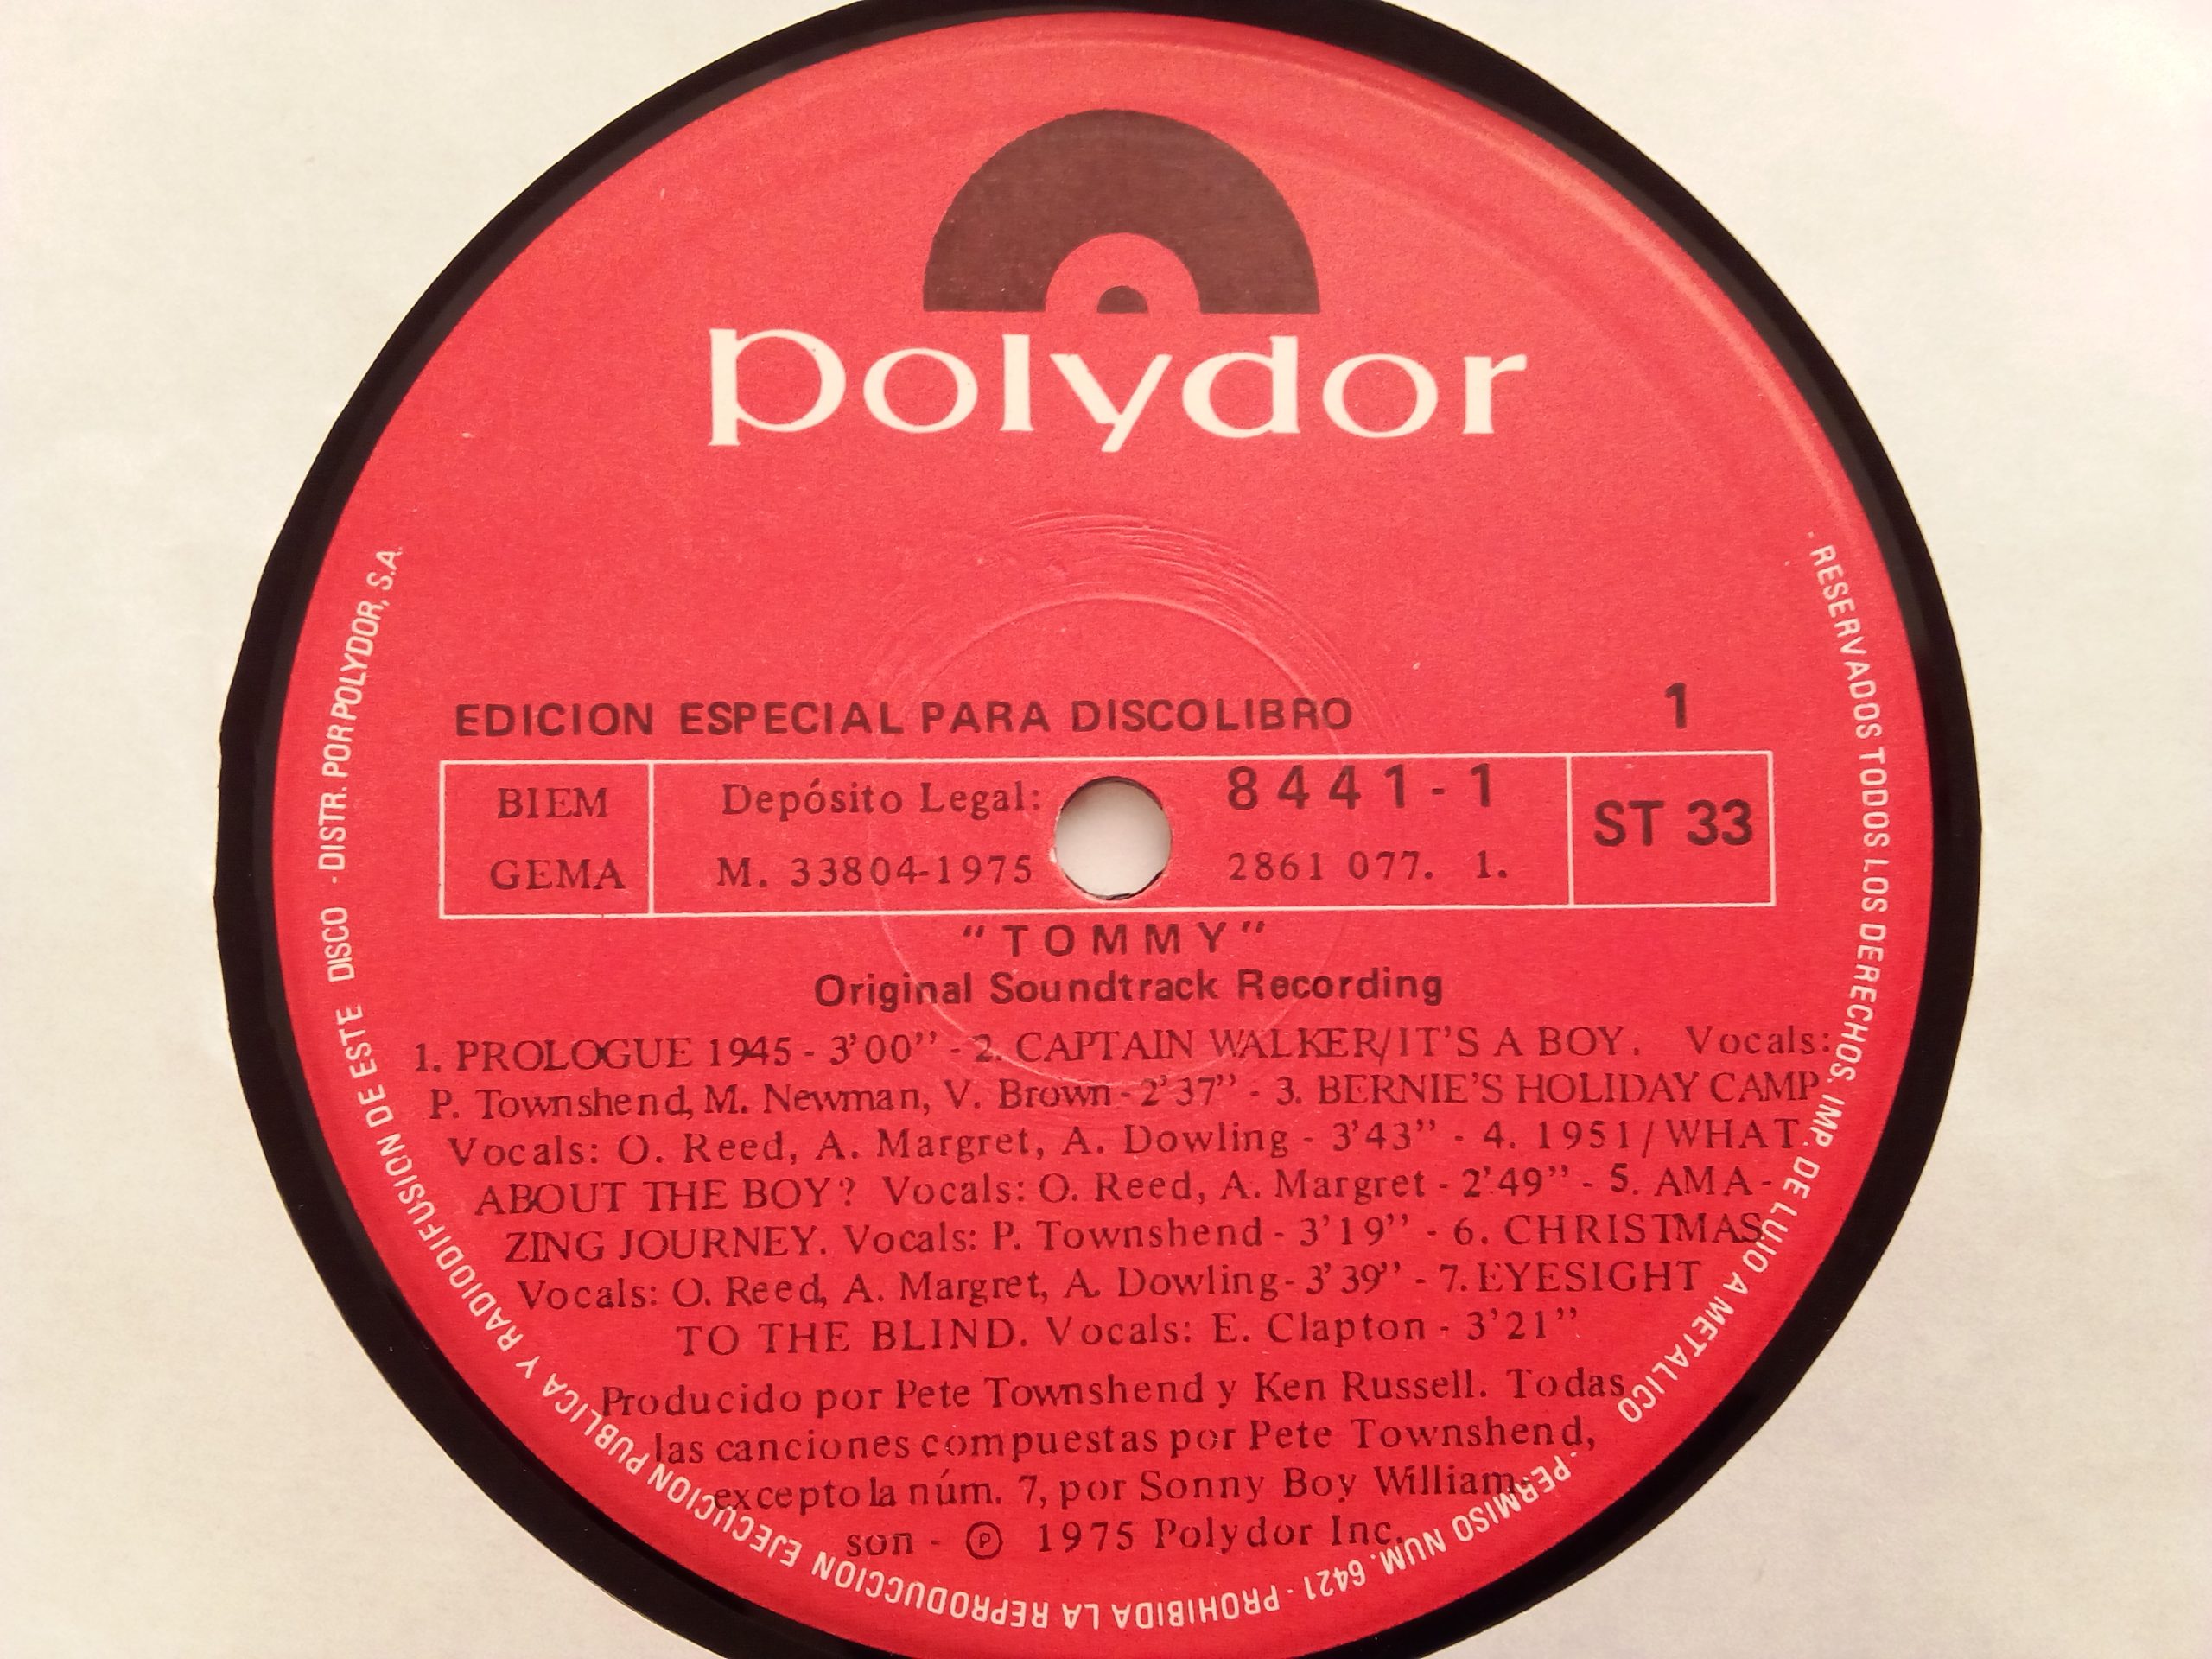 polydor
EDICION ESPECIAL PARA DISCOLIBRO
1
BIEM
GEMA
Depósito Legal:
M. 33804-1975
8441-1
2861 077. 1.
ST 33
"TOMMY"
Original Soundtrack Recording
1. PROLOGUE 1945 - 3'00" - 2. CAPTAIN WALKER/IT'S A BOY. Vocals:
P. Townshend, M. Newman, V. Brown - 2'37" - 3. BERNIE'S HOLIDAY CAMP
Vocals: O. Reed, A. Margret, A. Dowling - 3'43" - 4. 1951/WHAT
ABOUT THE BOY? Vocals: O. Reed, A. Margret - 2'49" - 5. AMA-
ZING JOURNEY. Vocals: P. Townshend - 3'19" - 6. CHRISTMAS
Vocals: O. Reed, A. Margret, A. Dowling - 3'39" - 7. EYESIGHT
TO THE BLIND. Vocals: E. Clapton - 3'21"
Producido por Pete Townshend y Ken Russell. Todas
las canciones compuestas por Pete Townshend,
excepto la núm. 7, por Sonny Boy William-
son - ℗ 1975 Polydor Inc.
· RESERVADOS TODOS LOS DERECHOS. IMP. DE LUJO A METALICO · PERMISO NUM. 6421 · PROHIBIDA LA REPRODUCCION EJECUCION PUBLICA Y RADIODIFUSION DE ESTE DISCO · DISTR. POR POLYDOR, S.A.